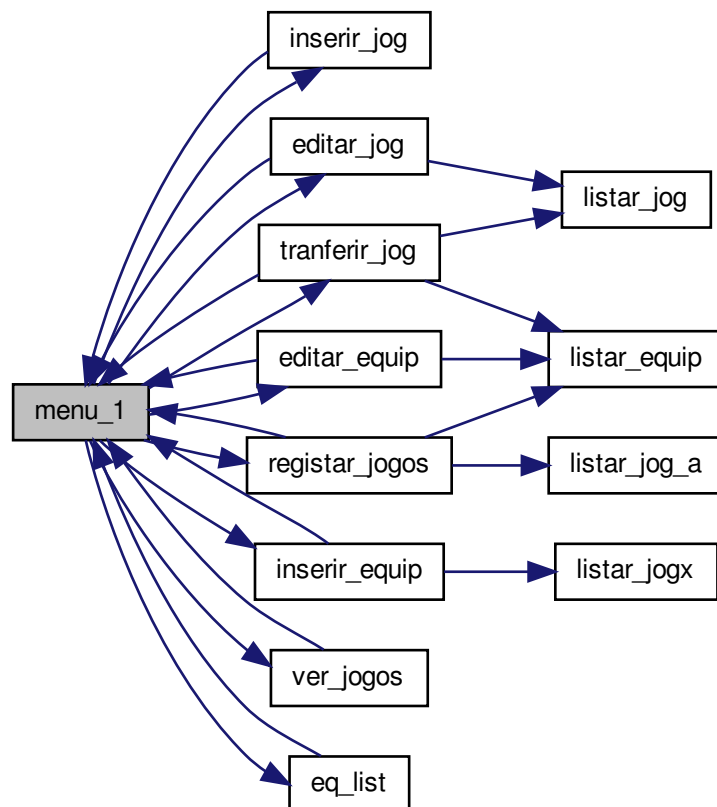 inserir_jog
editar_jog
listar_jog
tranferir_jog
editar_equip
listar_equip
menu_1
registar_jogos
listar_jog_a
inserir_equip
listar_jogx
ver_jogos
eq_list